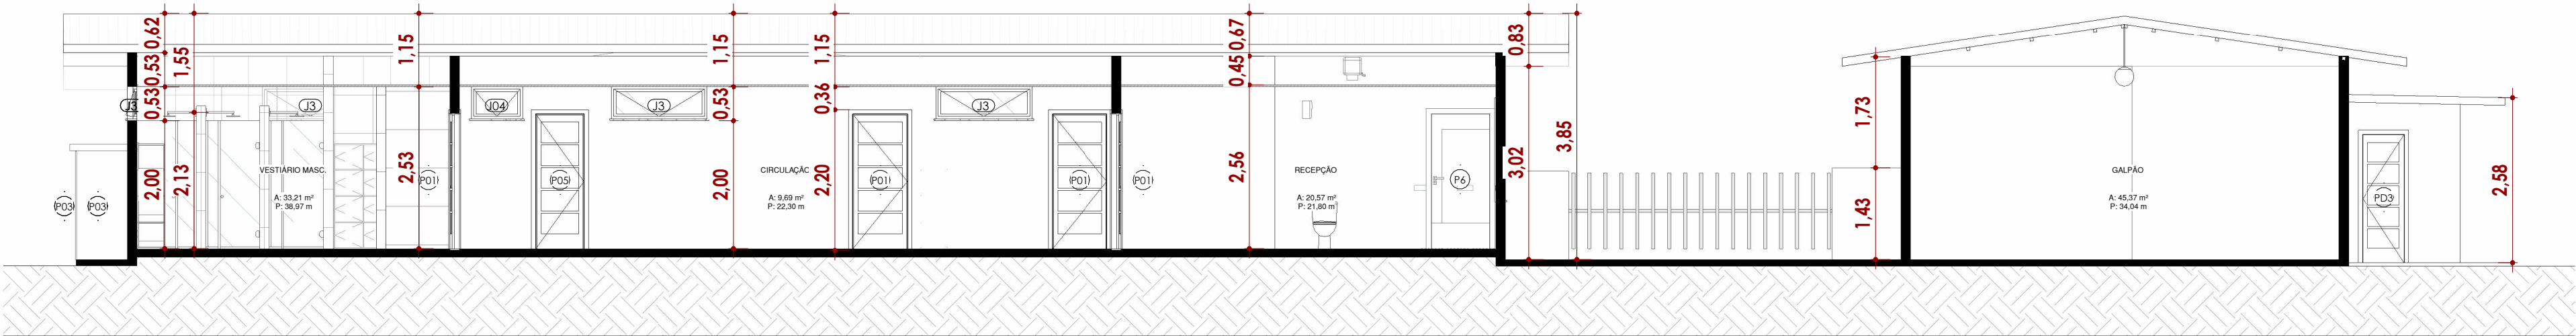 0,62
0,53
0,53
2,00
1,55
2,13
1,15
2,53
1,15
0,53
2,00
1,15
0,36
2,20
0,67
0,45
2,56
0,83
3,02
3,85
1,73
1,43
2,58
J3
J3
J04
J3
J3
P03
P03
VESTIÁRIO MASC.
A: 33,21 m²
P: 38,97 m
P01
P05
CIRCULAÇÃO
A: 9,69 m²
P: 22,30 m
P01
P01
P01
RECEPÇÃO
A: 20,57 m²
P: 21,80 m
P6
GALPÃO
A: 45,37 m²
P: 34,04 m
PD3